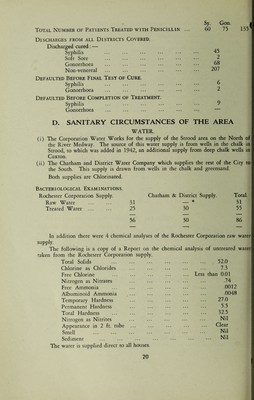 Sy. Gon.
TOTAL NUMBER OF PATIENTS TREATED WITH PENICILLIN ... 60 75 135
DISCHARGES FROM ALL DISTRICTS COVERED.
Discharged cured:—
Syphilis ... 45
Soft Sore ... 2
Gonorrhoea ... 68
Non-venereal ... 207
DEFAULTED BEFORE FINAL TEST OF CURE.
Syphilis ... 6
Gonorrhoea ... 2
DEFAULTED BEFORE COMPLETION OF TREATMENT.
Syphilis ... 9
Gonorrhoea ...
D. SANITARY CIRCUMSTANCES OF THE AREA
WATER.
(i) The Corporation Water Works for the supply of the Strood area on the North of
the River Medway. The source of this water supply is from wells in the chalk in
Strood, to which was added in 1942, an additional supply from deep chalk wells in
Cuxton.
(ii) The Chatham and District Water Company which supplies the rest of the City to
the South. This supply is drawn from wells in the chalk and greensand.
Both supplies are Chlorinated.
BACTERIOLOGICAL EXAMINATIONS.
Rochester Corporation Supply. Chatham & District Supply. Total.
Raw Water ... 31 — * 31
Treated Water ... 25 30 55
56 30 86
In addition there were 4 chemical analyses of the Rochester Corporation raw water
supply.
The following is a copy of a Report on the chemical analysis of untreated water
taken from the Rochester Corporation supply.
Total Solids ... 52.0
Chlorine as Chlorides ... 7.5
Free Chlorine ... Less than 0.01
Nitrogen as Nitrates ... .74
Free Ammonia ... .0012
Albuminoid Ammonia ... .0048
Temporary Hardness ... 27.0
Permanent Hardness ... 5.5
Total Hardness ... 32.5
Nitrogen as Nitrites ... Nil
Appearance in 2 ft. tube ... Clear
Smell ... Nil
Sediment ... Nil
The water is supplied direct to all houses.
20